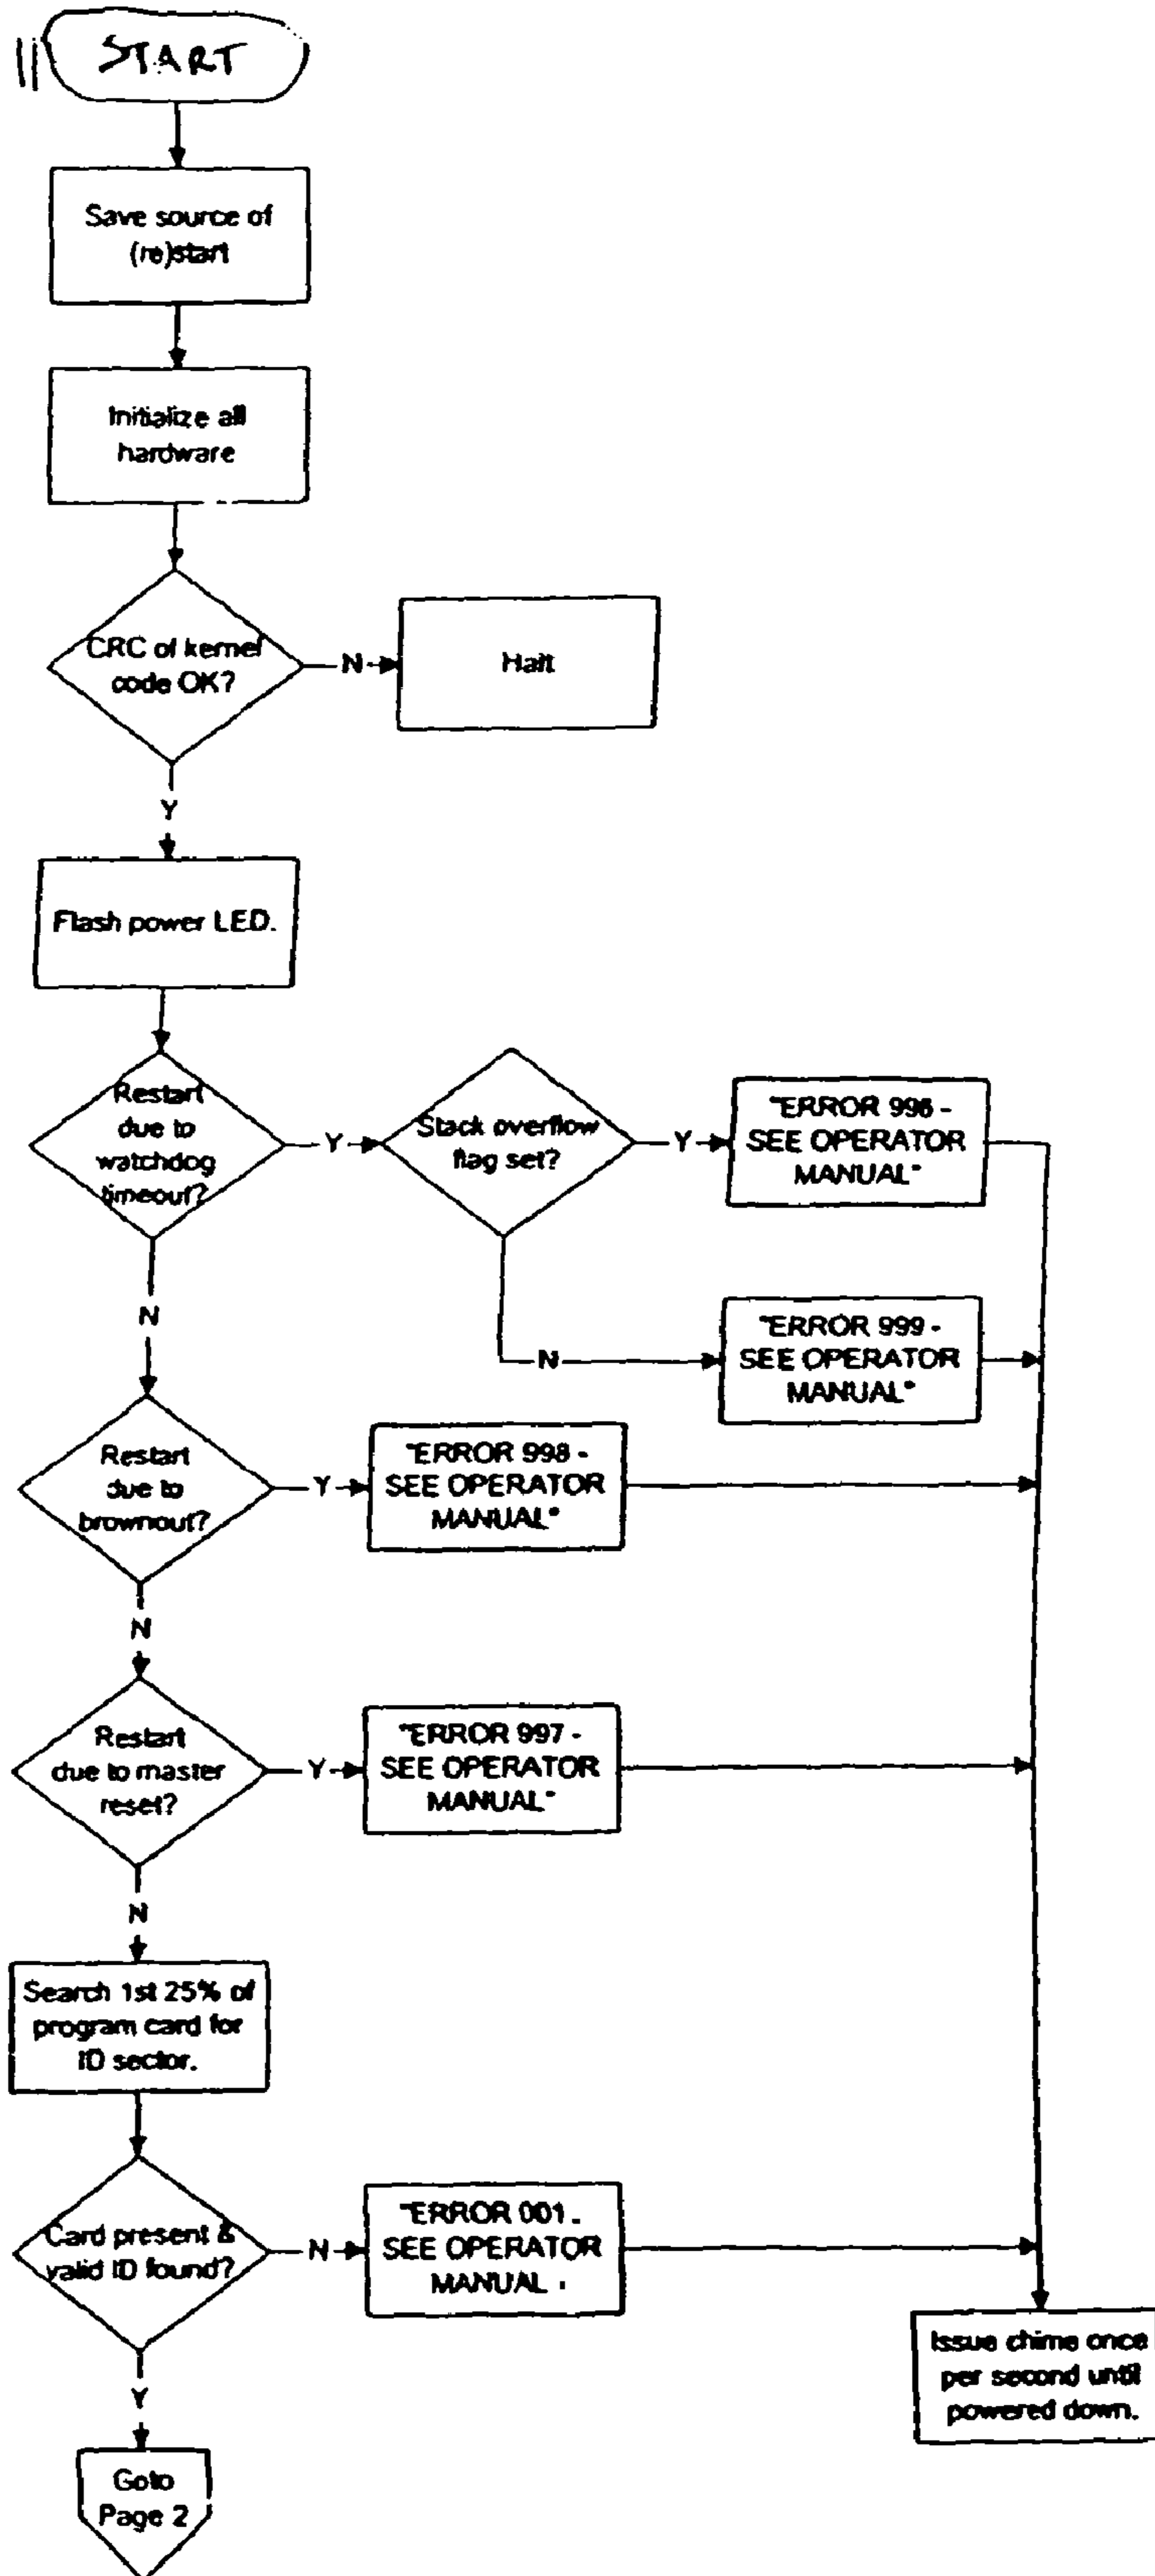 START
Save source of
(re)start
Initialize all
hardware
CRC of kernel
code OK?
N
Halt
Y
Flash power LED.
Restart
due to
watchdog
timeout?
Y
Stack overflow
flag set?
Y
"ERROR 996 -
SEE OPERATOR
MANUAL"
N
N
"ERROR 999 -
SEE OPERATOR
MANUAL"
Restart
due to
brownout?
Y
"ERROR 998 -
SEE OPERATOR
MANUAL"
N
Restart
due to master
reset?
Y
"ERROR 997 -
SEE OPERATOR
MANUAL"
N
Search 1st 25% of
program card for
ID sector.
Card present &
valid ID found?
N
"ERROR 001 -
SEE OPERATOR
MANUAL"
Issue chime once
per second until
powered down.
Y
Goto
Page 2